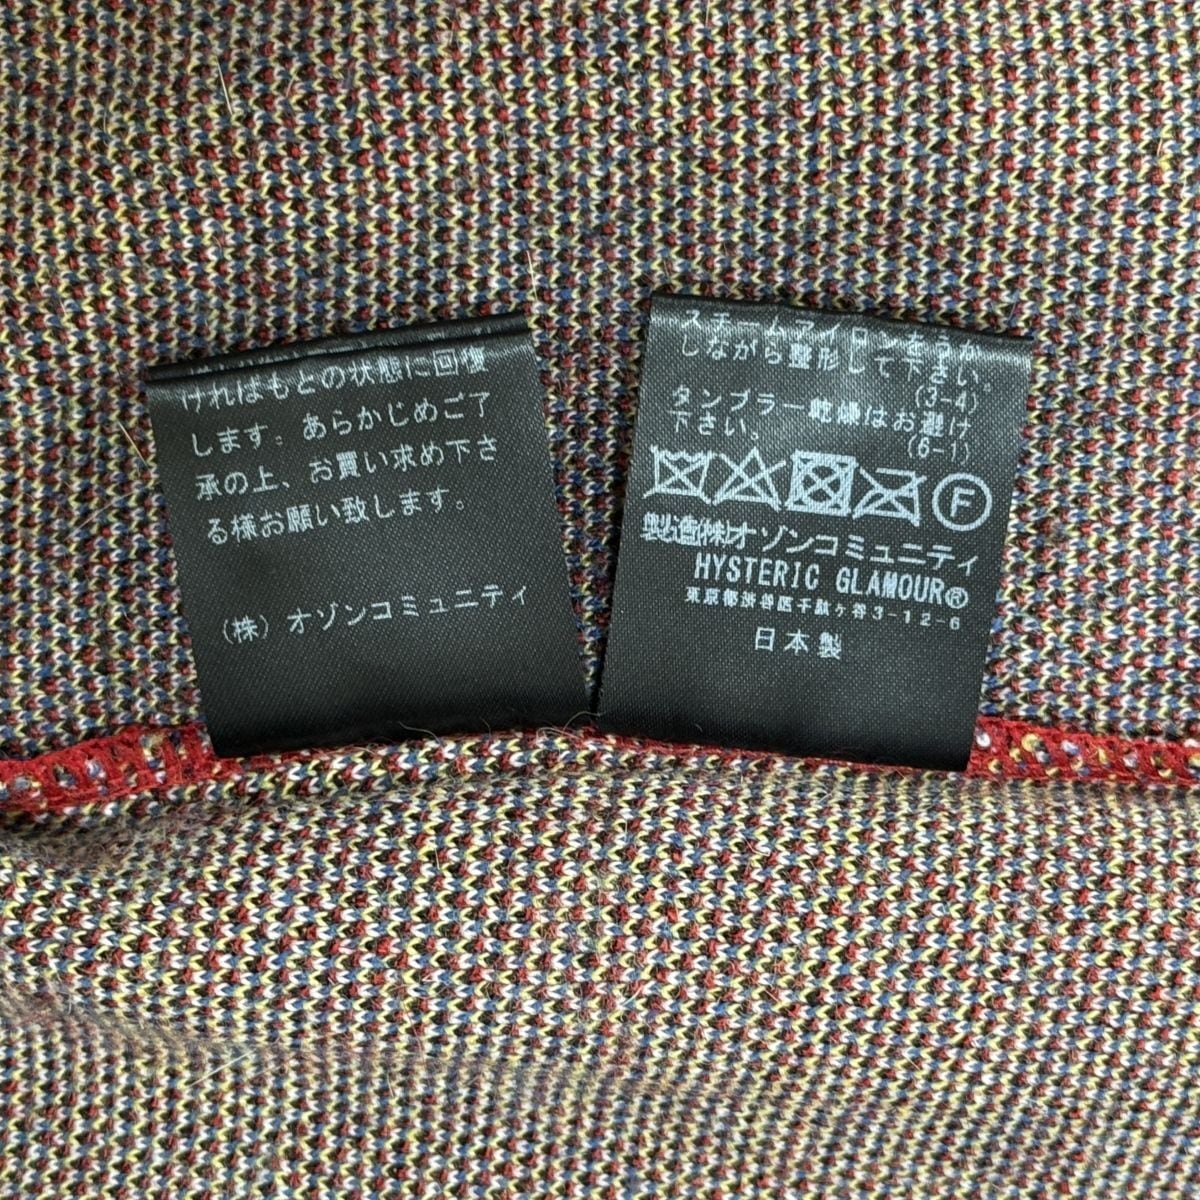 ければもとの状態に回復
します。あらかじめご了
承の上、お買い求め下さ
る様お願い致します。
(株)オゾンコミュニティ
スチームアイロンをうか
しながら整形して下さい。
(3-4)
タンブラー乾燥はお避け
下さい。
(6-1)
F
製造(株)オゾンコミュニティ
HYSTERIC GLAMOUR®
東京都渋谷区千駄ヶ谷3-12-6
日本製